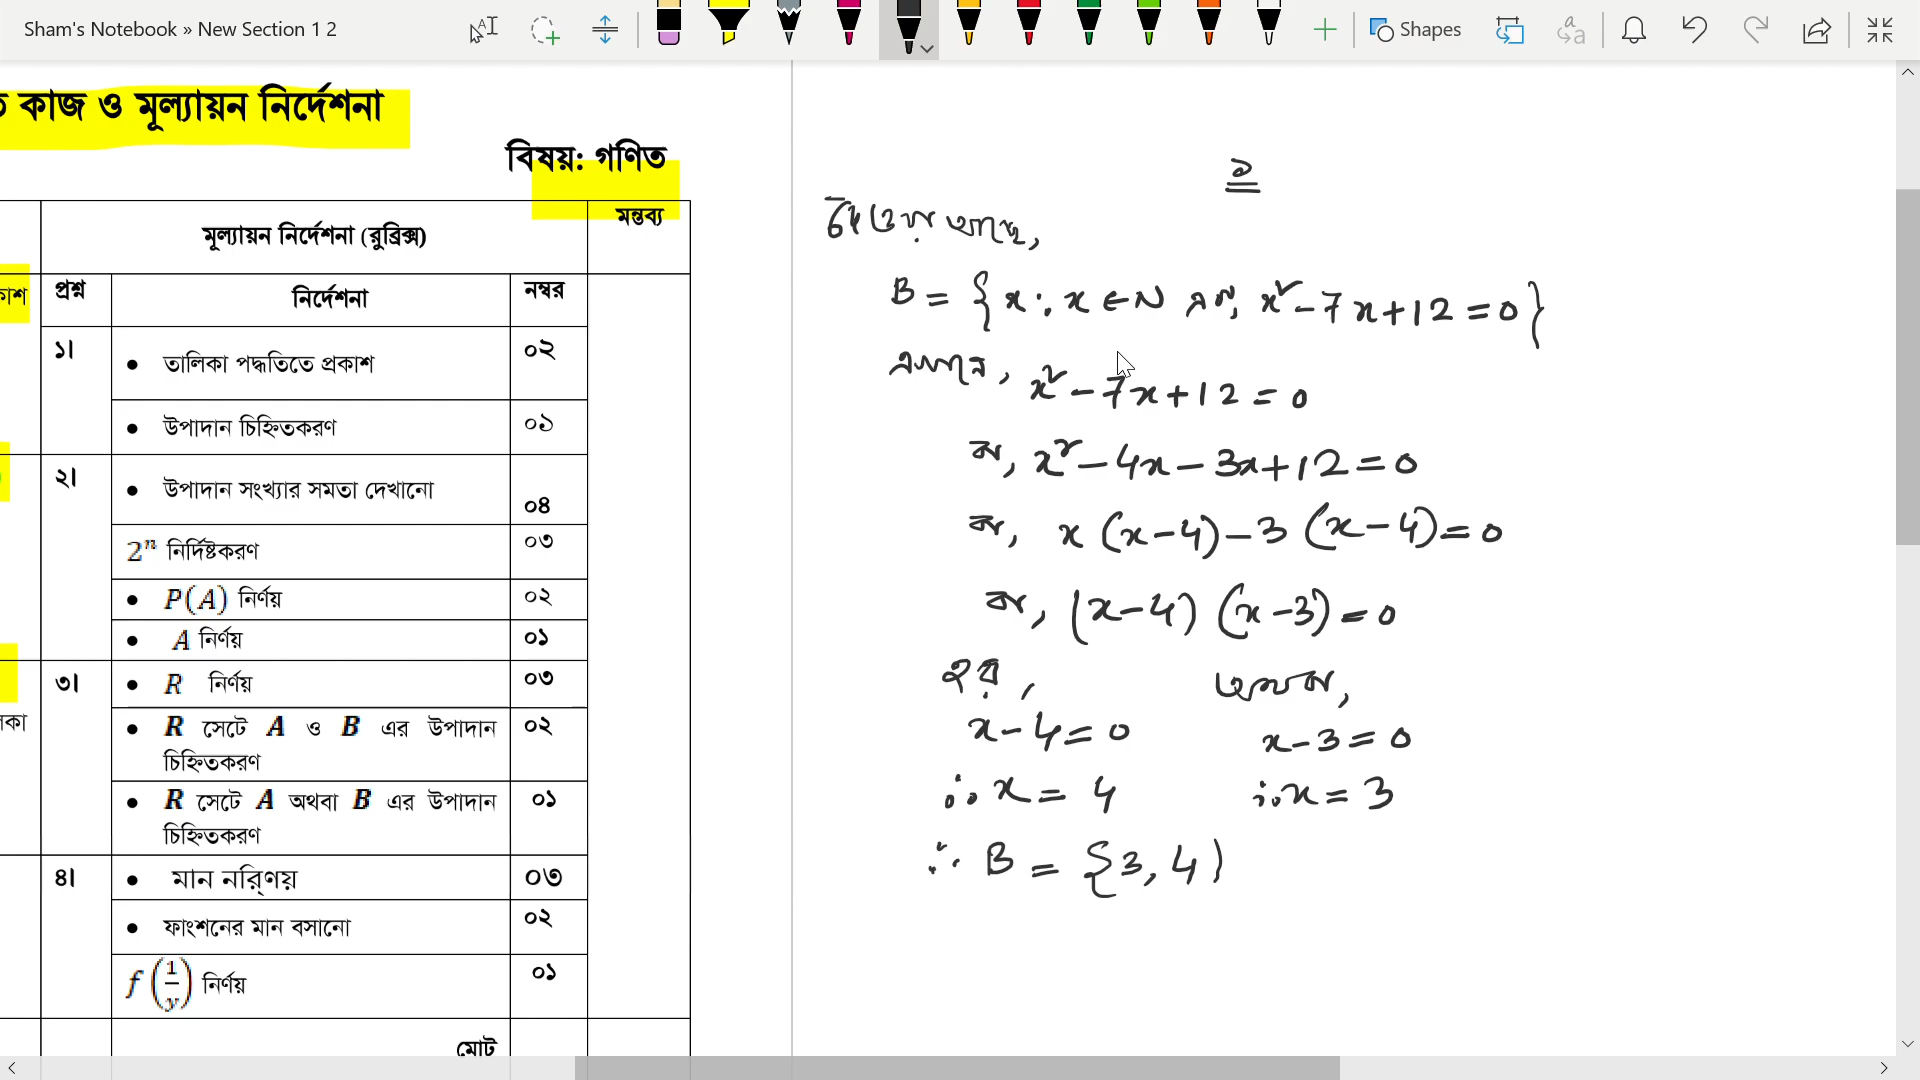 Sham's Notebook » New Section 1 2
Shapes
কাজ ও মূল্যায়ন নির্দেশনা
বিষয়: গণিত
মূল্যায়ন নির্দেশনা (রুব্রিক্স)
মন্তব্য
প্রশ্ন
নির্দেশনা
নম্বর
১।
• তালিকা পদ্ধতিতে প্রকাশ
০২
• উপাদান চিহ্নিতকরণ
০১
২।
• উপাদান সংখ্যার সমতা দেখানো
০৪
2ⁿ নির্দিষ্টকরণ
০৩
• P(A) নির্ণয়
০২
• A নির্ণয়
০১
৩।
• R নির্ণয়
০৩
• R সেটে A ও B এর উপাদান
চিহ্নিতকরণ
০২
• R সেটে A অথবা B এর উপাদান
চিহ্নিতকরণ
০১
৪।
• মান নির্ণয়
০৩
• ফাংশনের মান বসানো
০২
f(1/y) নির্ণয়
০১
মোট
১
আছে,
B = {x : x ∈ N এবং, x² - 7x + 12 = 0}
এখানে, x² - 7x + 12 = 0
বা, x² - 4x - 3x + 12 = 0
বা, x (x - 4) - 3 (x - 4) = 0
বা, (x - 4) (x - 3) = 0
হয়, অথবা,
x - 4 = 0 x - 3 = 0
∴ x = 4 ∴ x = 3
∴ B = {3, 4}